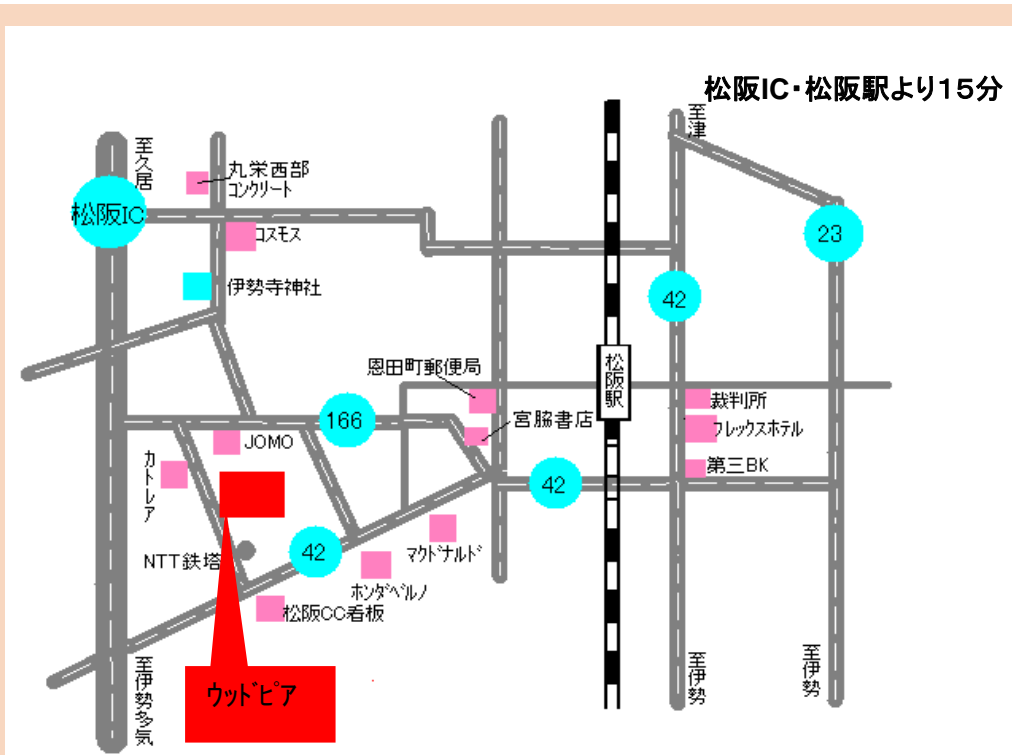 松阪IC・松阪駅より15分
至津
至久居
丸栄西部
コンクリート
松阪IC
コスモス
23
伊勢寺神社
42
恩田町郵便局
松阪駅
裁判所
166
宮脇書店
フレックスホテル
JOMO
カトレア
第三BK
42
NTT鉄塔
42
マクドナルド
ホンダベルノ
松阪CC看板
至伊勢多気
至伊勢
至伊勢
ウッドピア